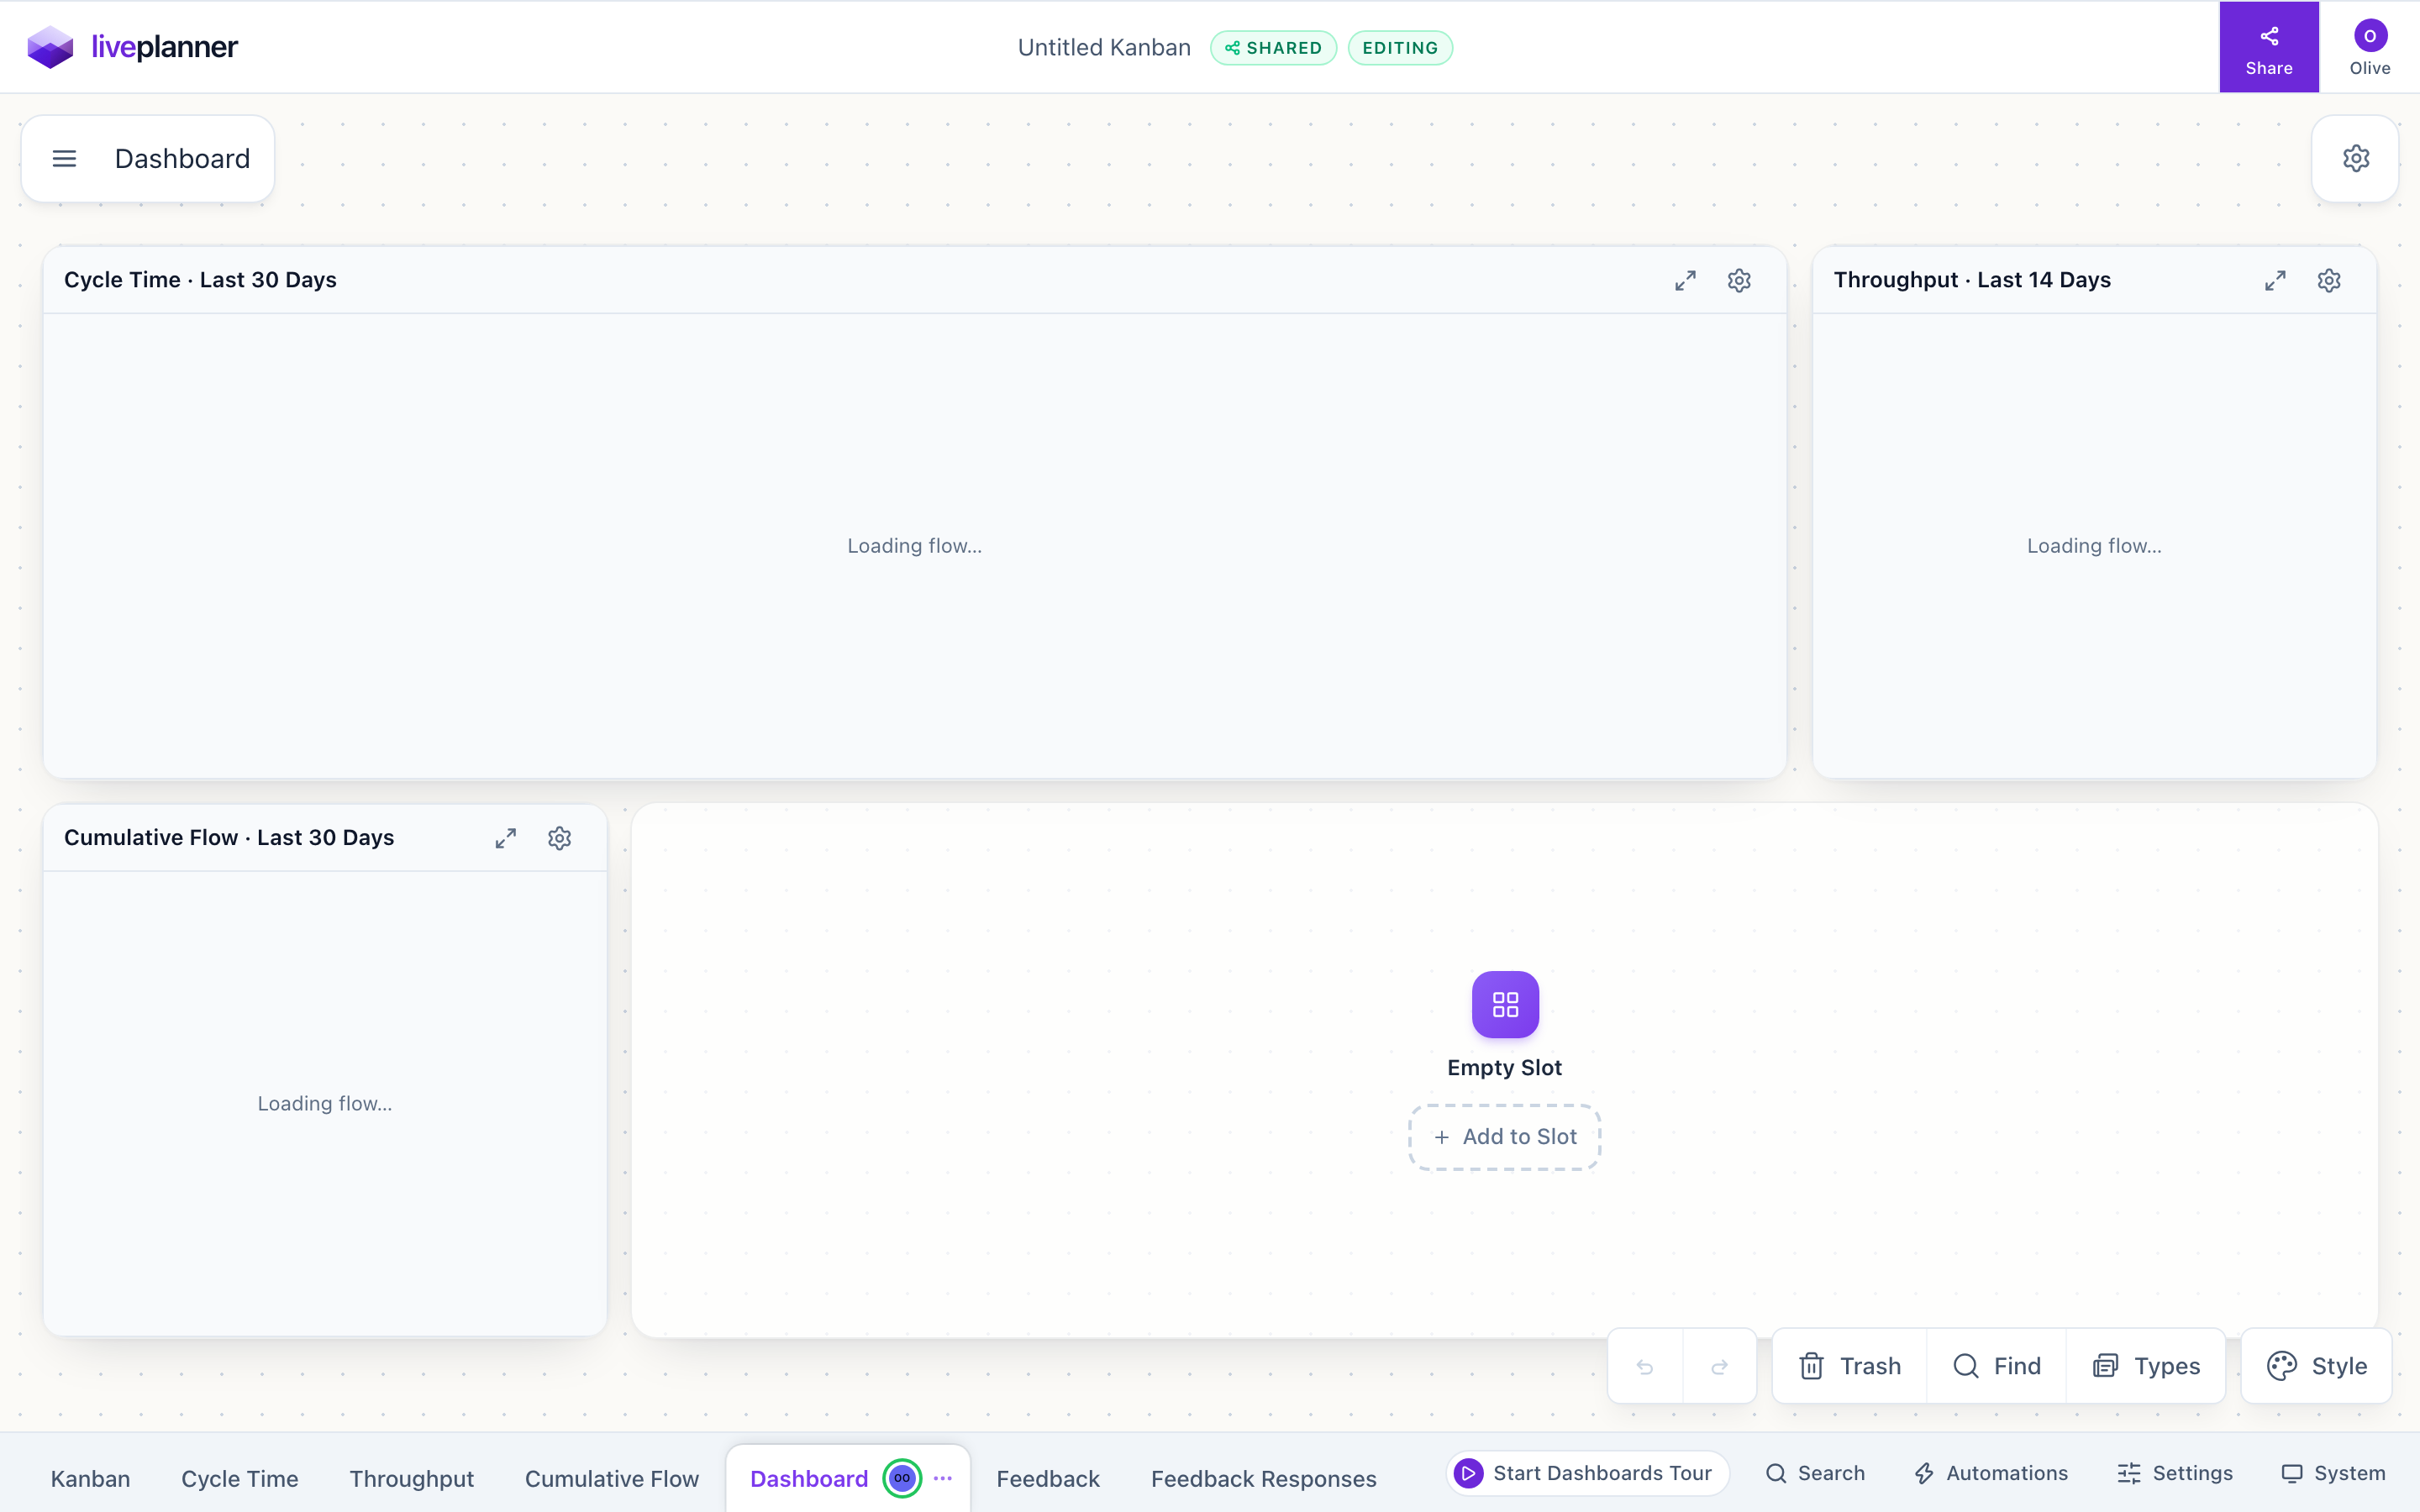 liveplanner
Untitled Kanban
SHARED
EDITING
Share
O
Olive
Dashboard
Cycle Time · Last 30 Days
Throughput · Last 14 Days
Loading flow...
Loading flow...
Cumulative Flow · Last 30 Days
Loading flow...
Empty Slot
+ Add to Slot
Trash
Find
Types
Style
Kanban
Cycle Time
Throughput
Cumulative Flow
Dashboard
OO
Feedback
Feedback Responses
Start Dashboards Tour
Search
Automations
Settings
System